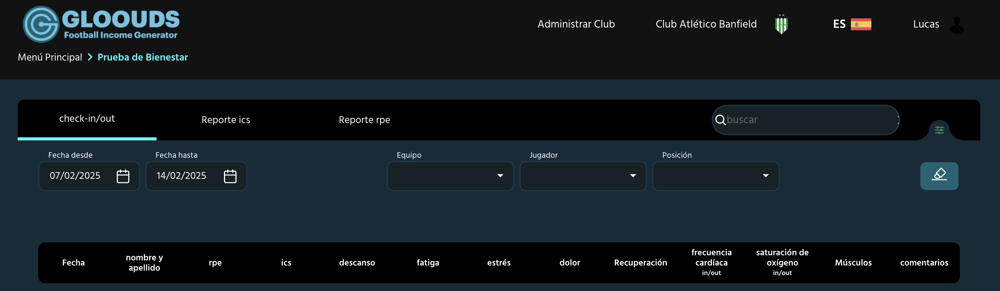 GLOOUDS
Football Income Generator
Administrar Club
Club Atlético Banfield
ES
Lucas
Menú Principal > Prueba de Bienestar
check-in/out
Reporte ics
Reporte rpe
buscar
Fecha desde
Fecha hasta
Equipo
Jugador
Posición
07/02/2025
14/02/2025
Fecha
nombre y
apellido
rpe
ics
descanso
fatiga
estrés
dolor
Recuperación
frecuencia
cardíaca
in/out
saturación de
oxígeno
in/out
Músculos
comentarios